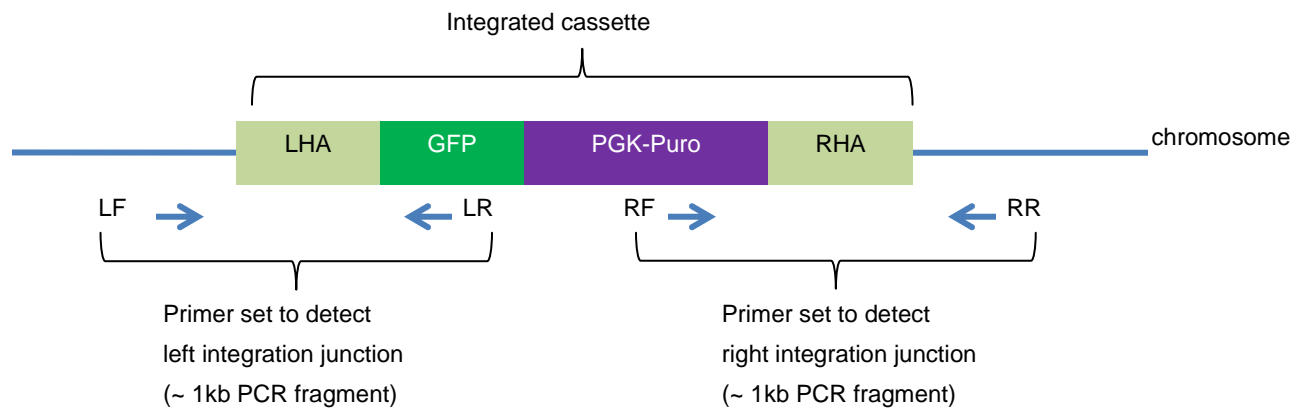 Integrated cassette
LHA GFP PGK-Puro RHA
chromosome
LF LR RF RR
Primer set to detect
left integration junction
(~ 1kb PCR fragment)
Primer set to detect
right integration junction
(~ 1kb PCR fragment)